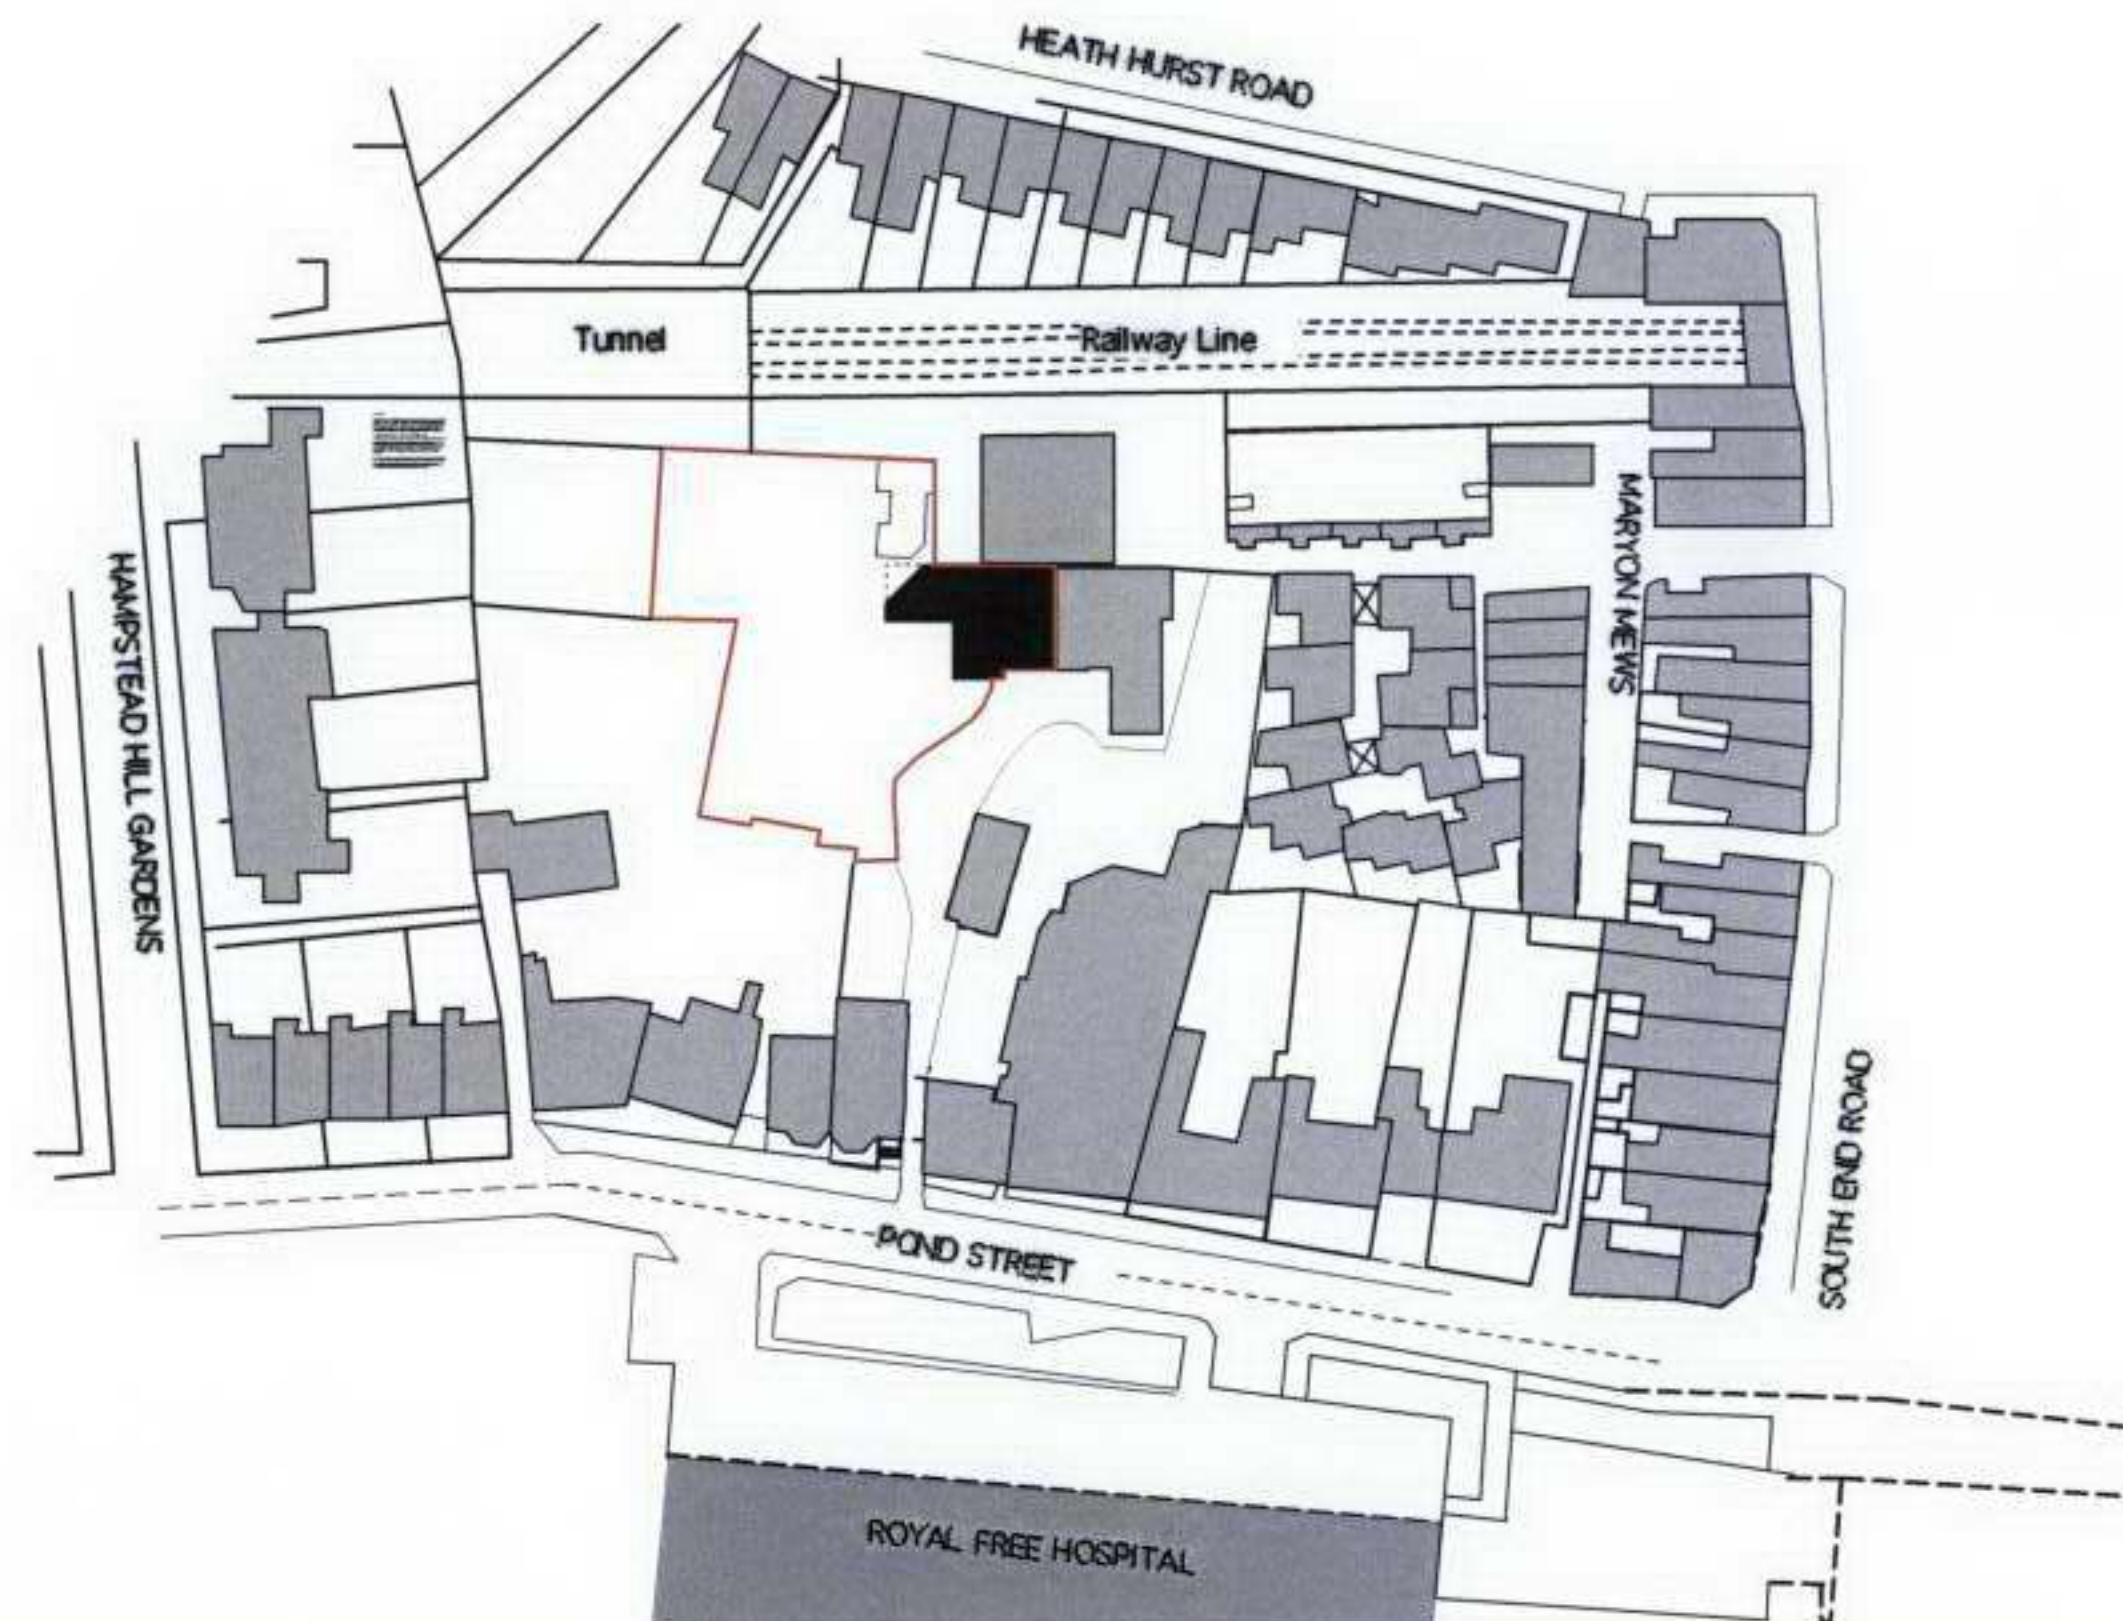 HEATH HURST ROAD
Tunnel
Railway Line
MARYON MEWS
HAMPSTEAD HILL GARDENS
SOUTH END ROAD
POND STREET
ROYAL FREE HOSPITAL